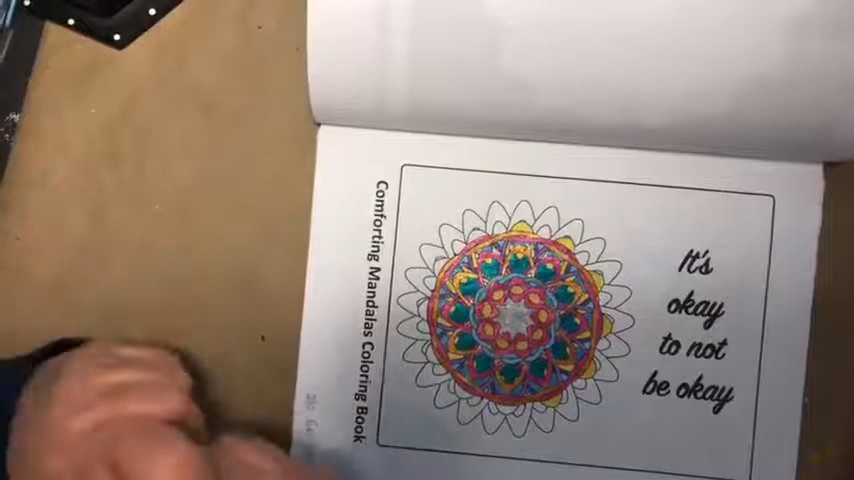 Comforting Mandalas Coloring Book
It's
okay
to not
be okay